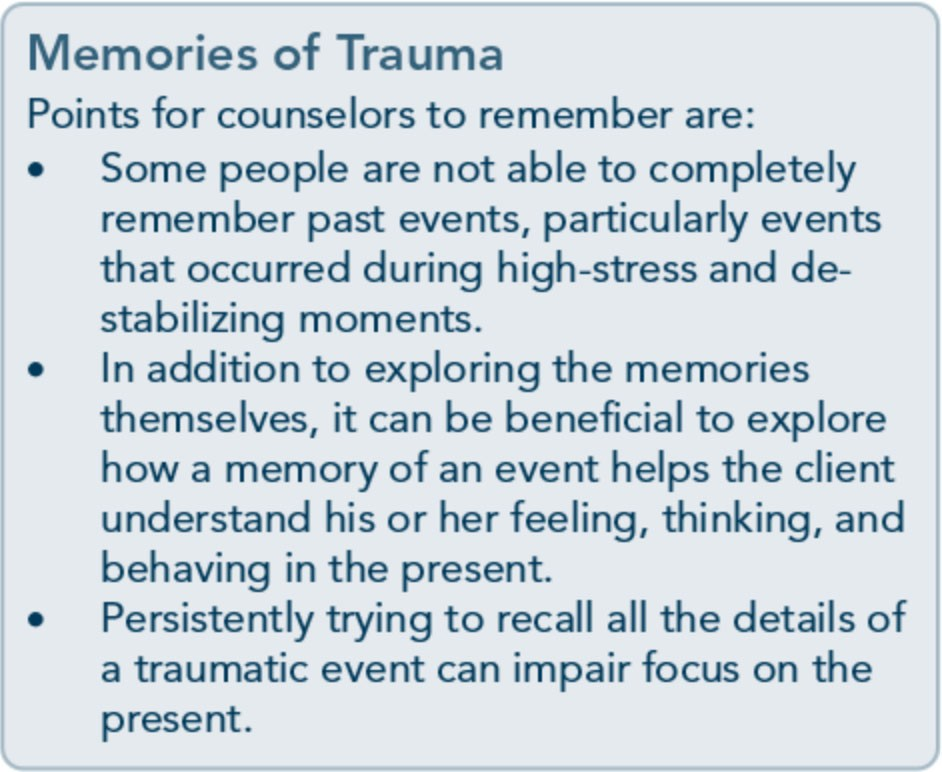 Memories of Trauma
Points for counselors to remember are:
• Some people are not able to completely
remember past events, particularly events
that occurred during high-stress and de-
stabilizing moments.
• In addition to exploring the memories
themselves, it can be beneficial to explore
how a memory of an event helps the client
understand his or her feeling, thinking, and
behaving in the present.
• Persistently trying to recall all the details of
a traumatic event can impair focus on the
present.